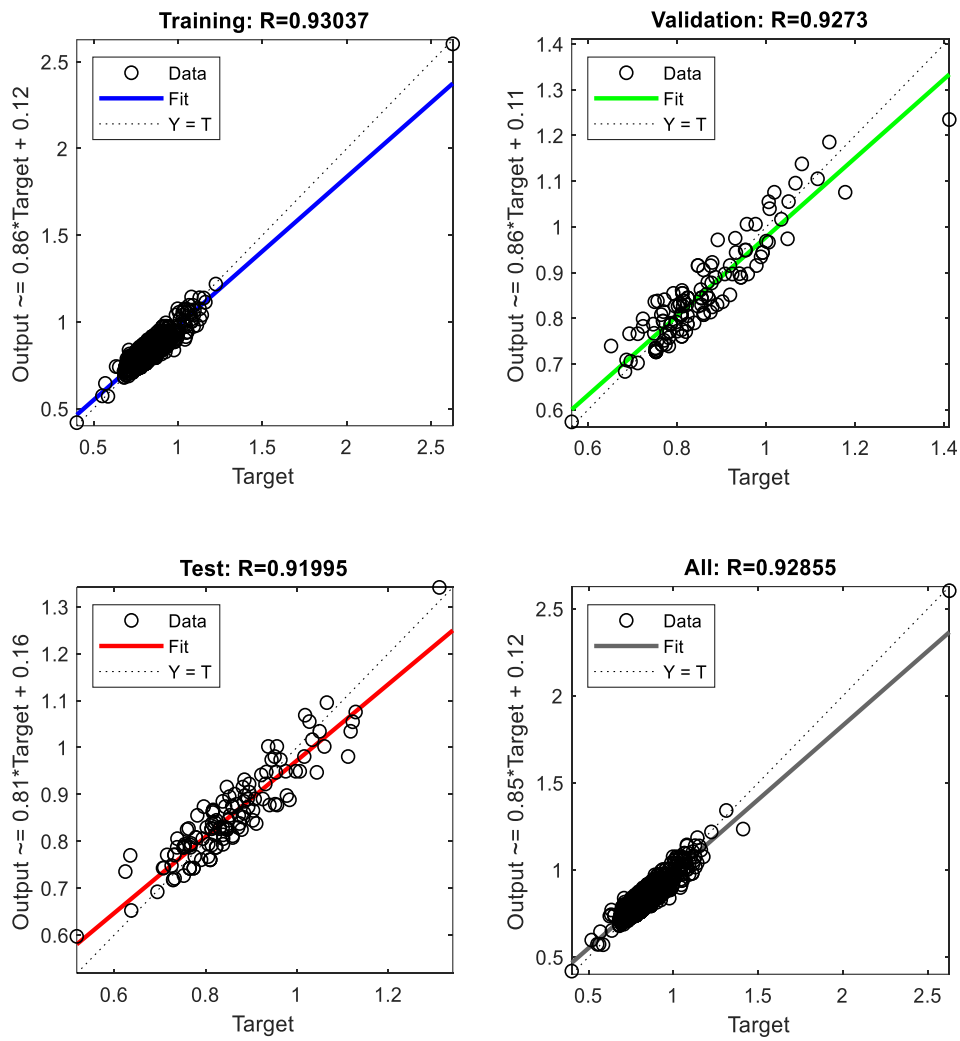 Training: R=0.93037
Output ~= 0.86*Target + 0.12
2.5
2
1.5
1
0.5
Data
Fit
Y = T
0.5 1 1.5 2 2.5
Target
Validation: R=0.9273
Output ~= 0.86*Target + 0.11
1.4
1.3
1.2
1.1
1
0.9
0.8
0.7
0.6
Data
Fit
Y = T
0.6 0.8 1 1.2 1.4
Target
Test: R=0.91995
Output ~= 0.81*Target + 0.16
1.3
1.2
1.1
1
0.9
0.8
0.7
0.6
Data
Fit
Y = T
0.6 0.8 1 1.2
Target
All: R=0.92855
Output ~= 0.85*Target + 0.12
2.5
2
1.5
1
0.5
Data
Fit
Y = T
0.5 1 1.5 2 2.5
Target